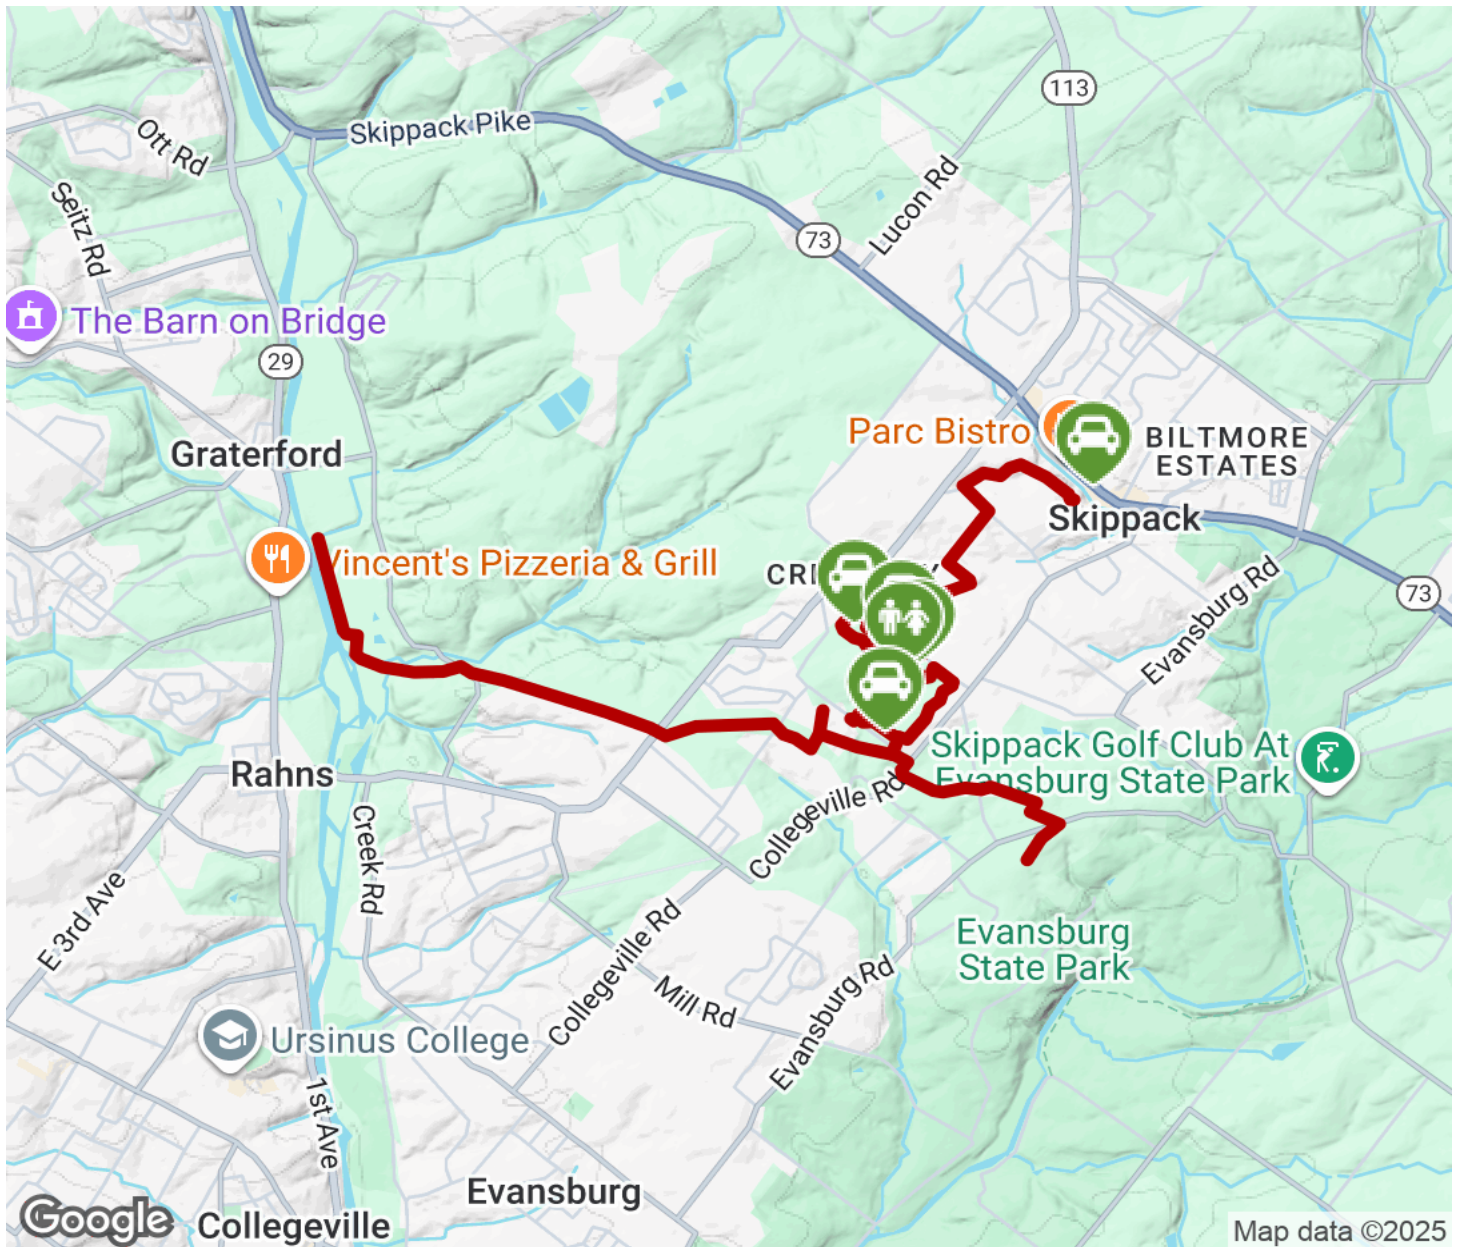 113
Skippack Pike
Ott Rd
Lucon Rd
Seitz Rd
73
The Barn on Bridge
29
Parc Bistro
BILTMORE
ESTATES
Graterford
Skippack
Vincent's Pizzeria & Grill
Evansburg Rd
73
Skippack Golf Club At
Evansburg State Park
Rahns
Collegeville Rd
Creek Rd
E 3rd Ave
Collegeville Rd
Evansburg
State Park
Evansburg Rd
Mill Rd
Ursinus College
1st Ave
Evansburg
Google
Collegeville
Map data ©2025